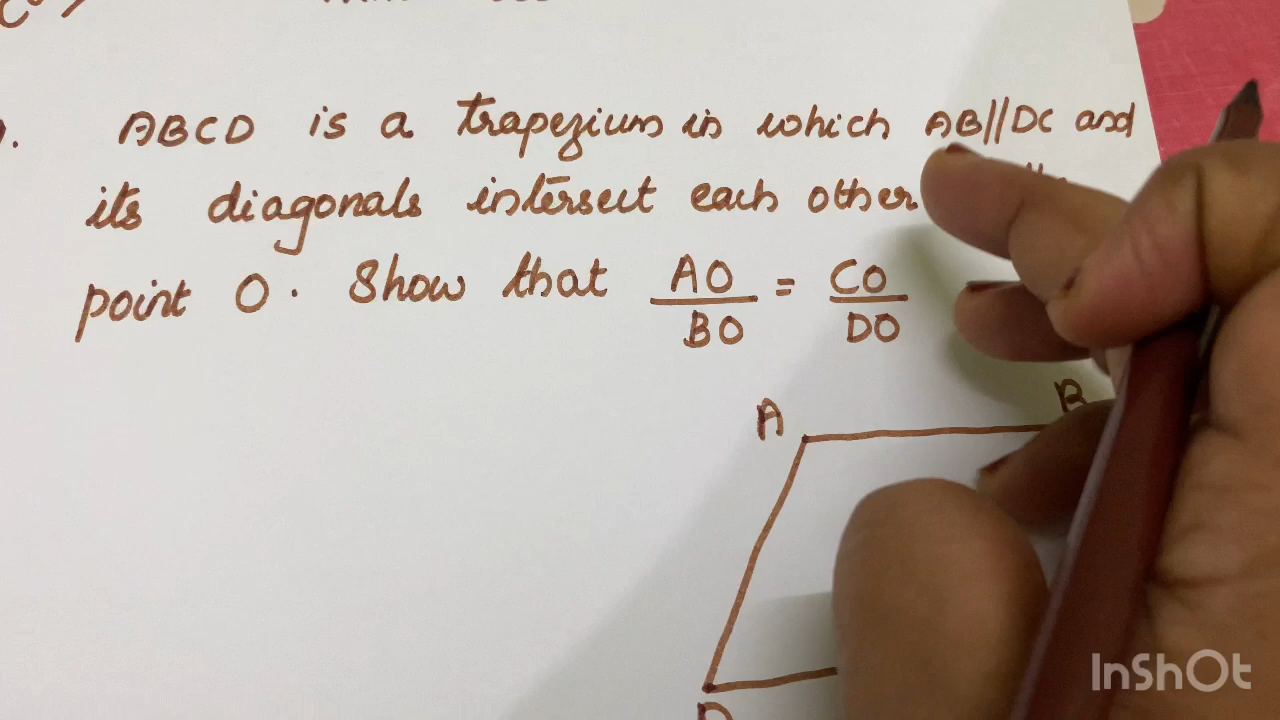 ABCD is a trapezium in which AB//DC and
its diagonals intersect each other
point O. Show that AO/BO = CO/DO
A
B
D
InShOt